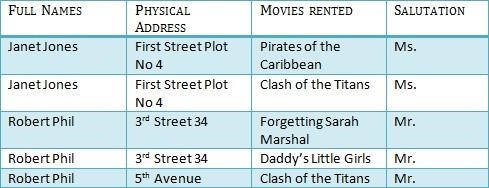 FULL NAMES PHYSICAL ADDRESS MOVIES RENTED SALUTATION
Janet Jones First Street Plot No 4 Pirates of the Caribbean Ms.
Janet Jones First Street Plot No 4 Clash of the Titans Ms.
Robert Phil 3rd Street 34 Forgetting Sarah Marshal Mr.
Robert Phil 3rd Street 34 Daddy's Little Girls Mr.
Robert Phil 5th Avenue Clash of the Titans Mr.